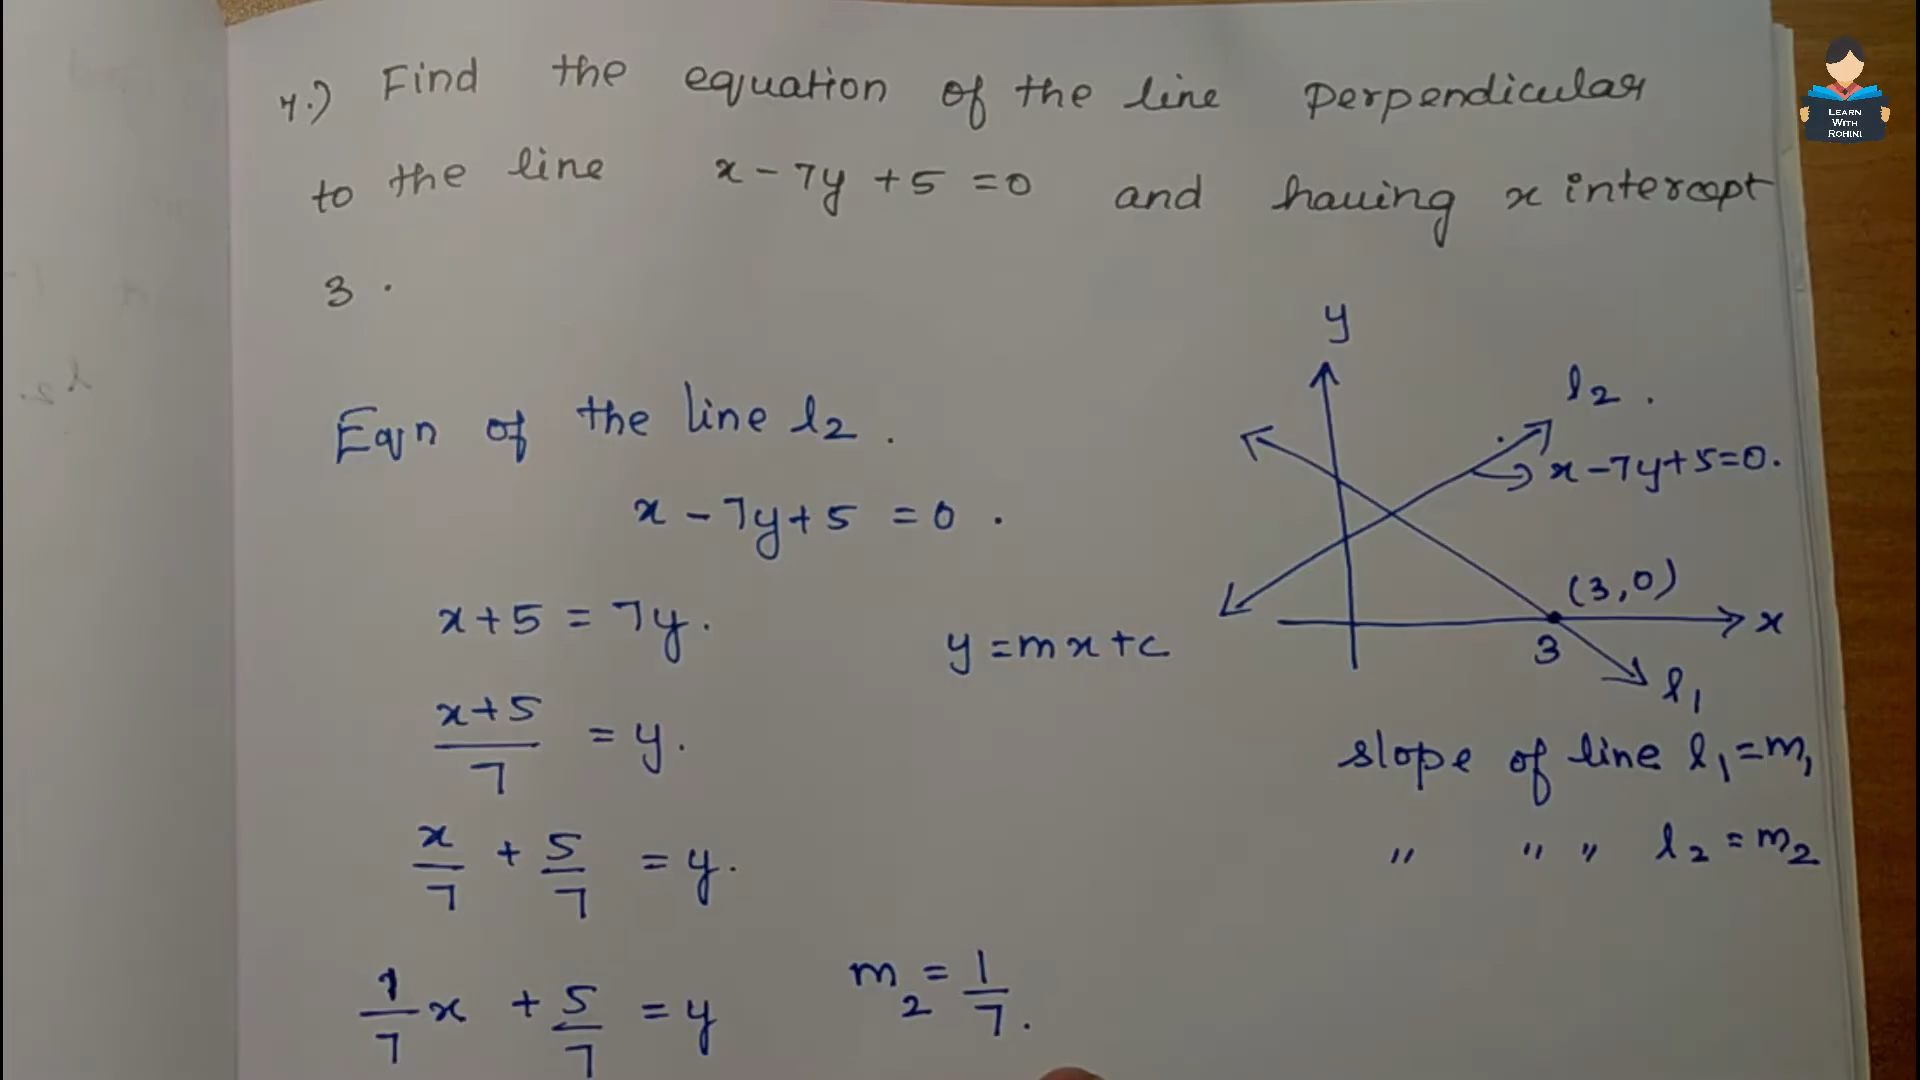 4.) Find the equation of the line perpendicular
to the line x - 7y + 5 = 0 and having x intercept
3 .
Eqn of the line l2 .
x - 7y + 5 = 0 .
x + 5 = 7y .
x + 5 / 7 = y .
x/7 + 5/7 = y .
1/7 x + 5/7 = y
m2 = 1/7 .
y = mx + c
y
l2 .
x - 7y + 5 = 0 .
(3,0)
x
3
l1
slope of line l1 = m1
" " " l2 = m2
LEARN
WITH
ROHINI